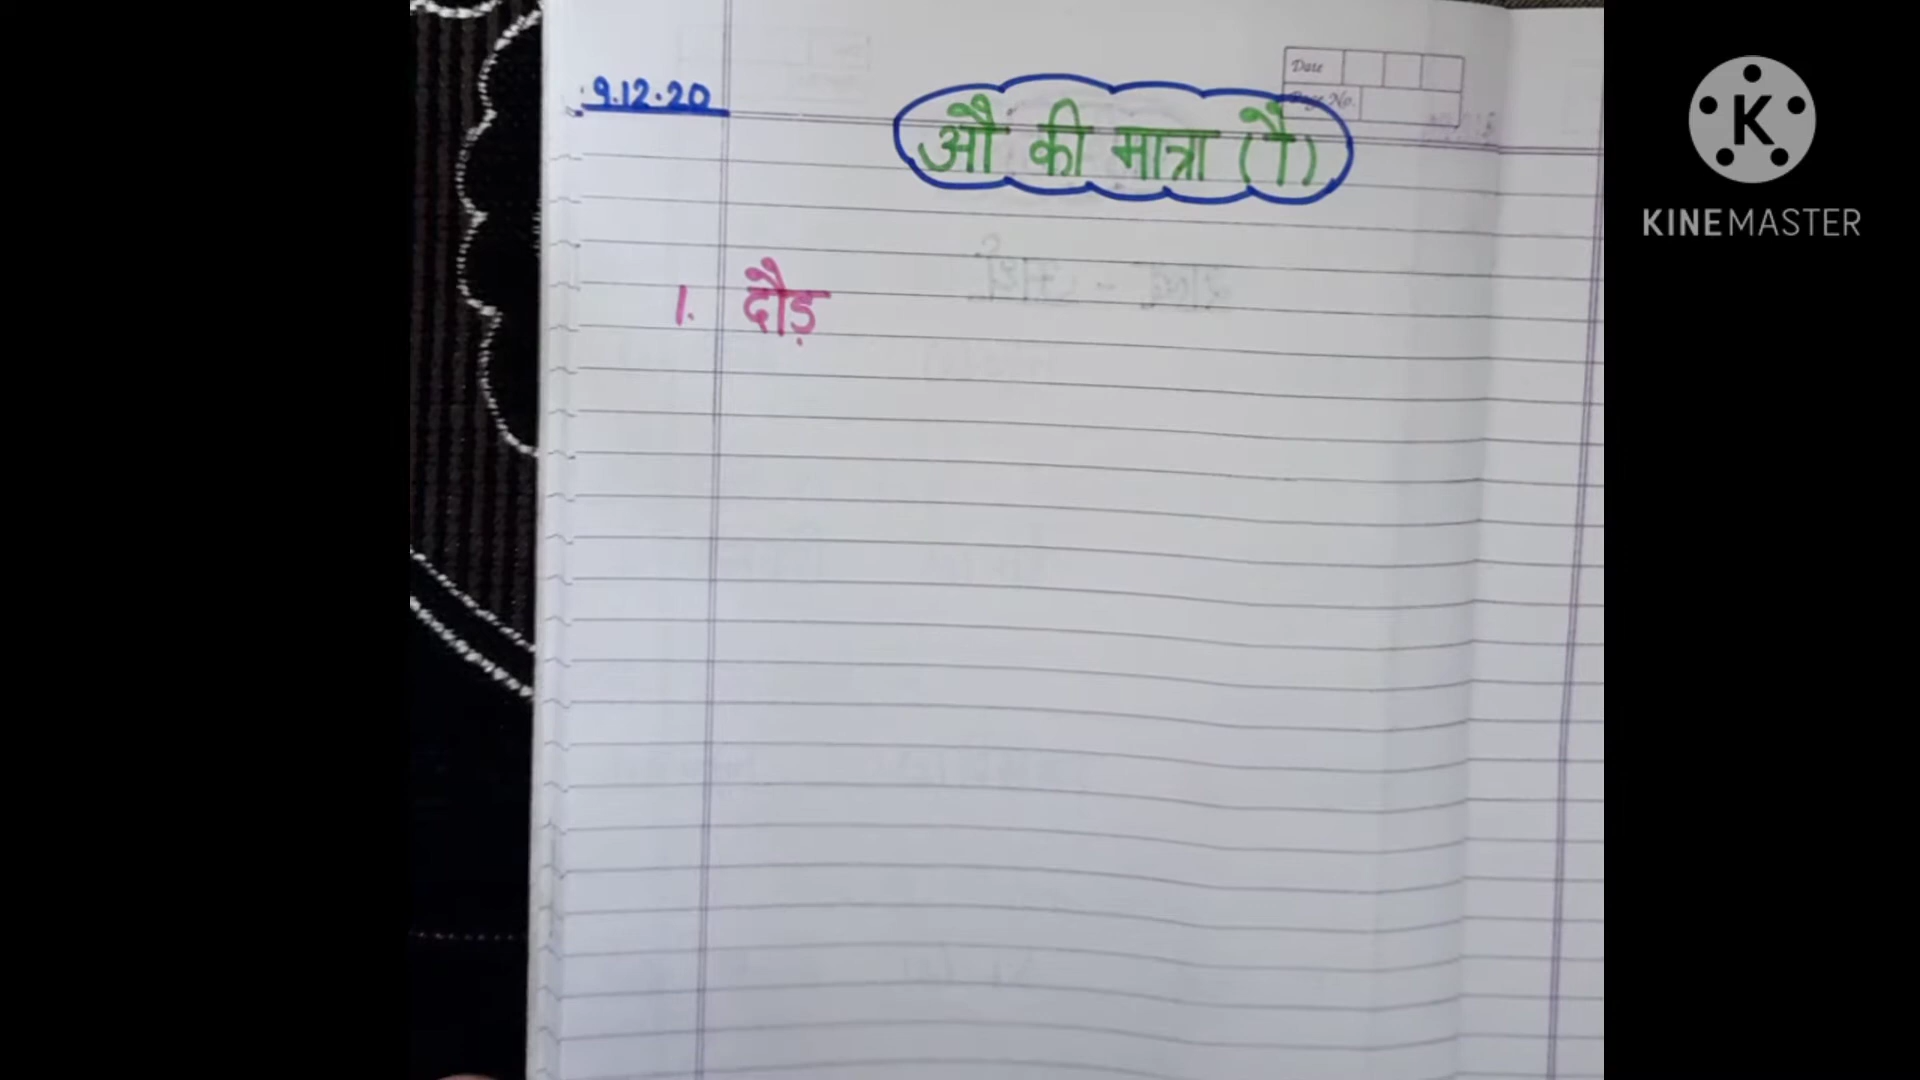 9.12.20
Date
Page No.
औ की मात्रा (ौ)
1. दौड़
KINEMASTER